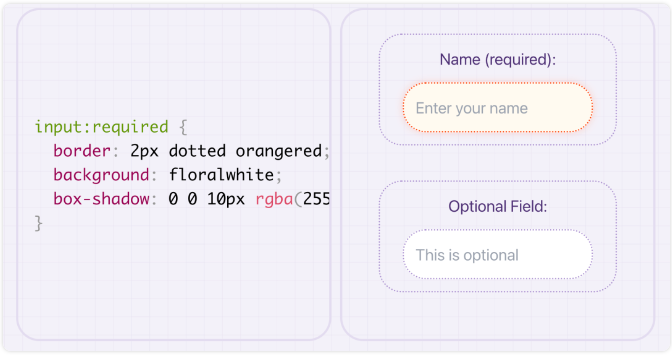 input:required {
  border: 2px dotted orangered;
  background: floralwhite;
  box-shadow: 0 0 10px rgba(255
}
Name (required):
Enter your name
Optional Field:
This is optional